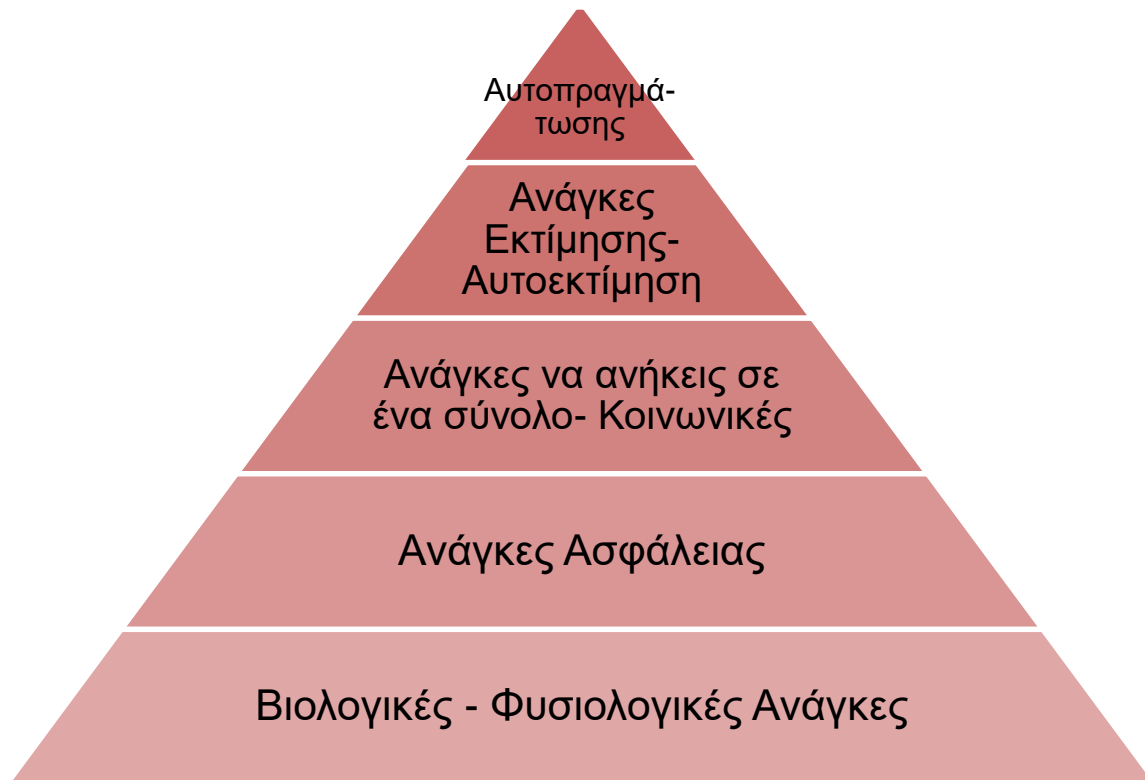 Αυτοπραγμά-
τωσης
Ανάγκες
Εκτίμησης-
Αυτοεκτίμηση
Ανάγκες να ανήκεις σε
ένα σύνολο- Κοινωνικές
Ανάγκες Ασφάλειας
Βιολογικές - Φυσιολογικές Ανάγκες